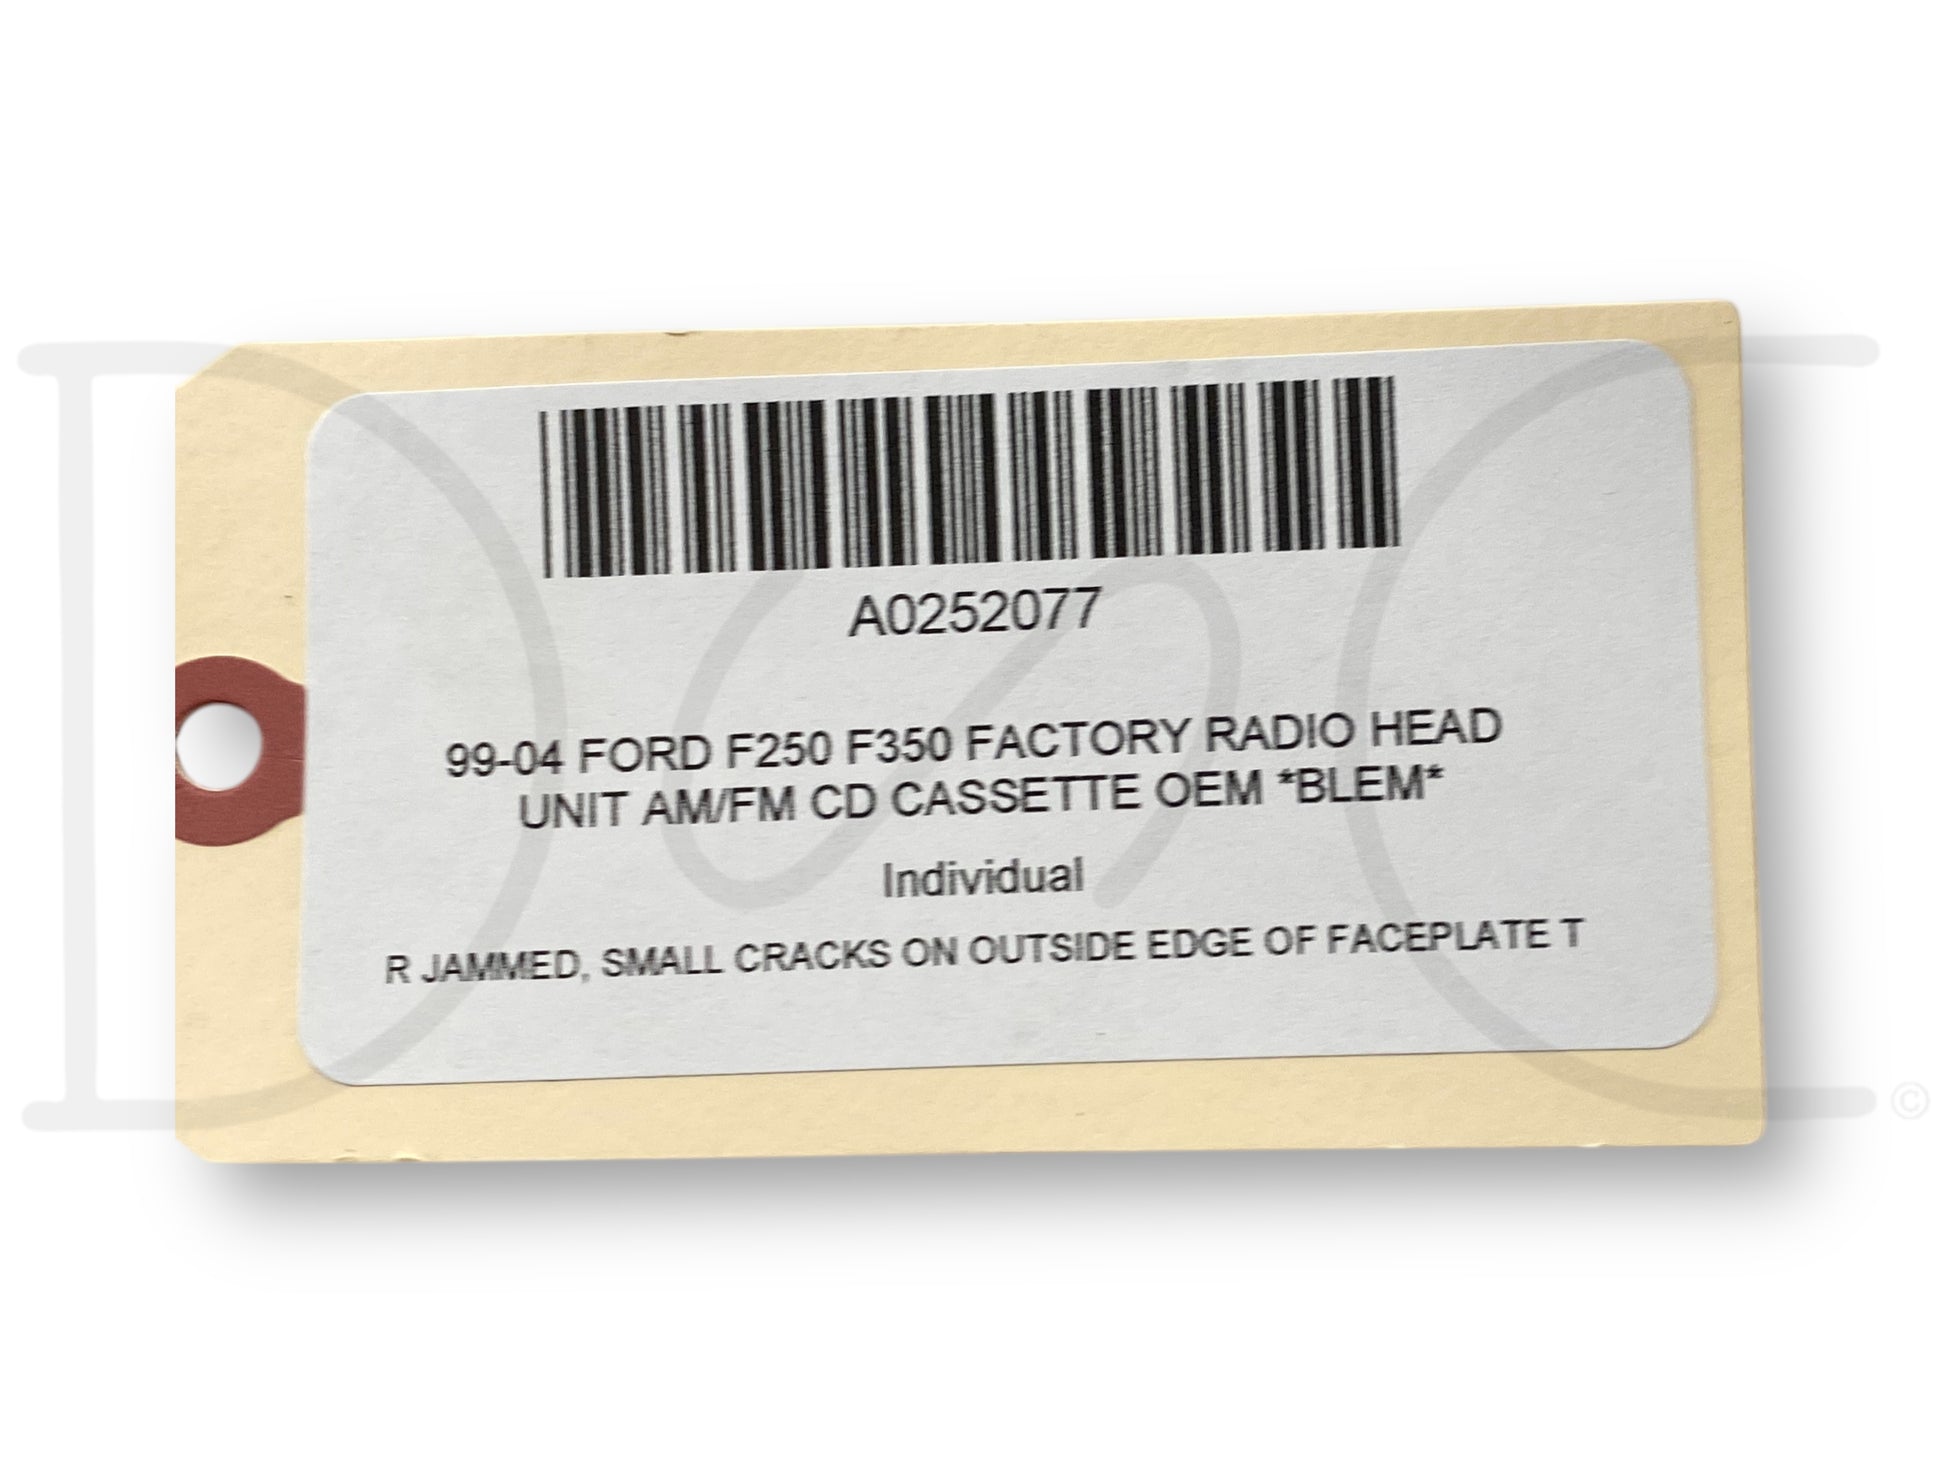 A0252077
99-04 FORD F250 F350 FACTORY RADIO HEAD
UNIT AM/FM CD CASSETTE OEM *BLEM*
Individual
R JAMMED, SMALL CRACKS ON OUTSIDE EDGE OF FACEPLATE T
©